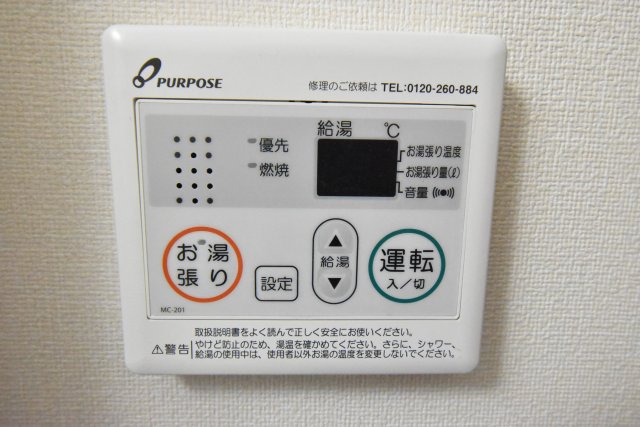 PURPOSE
修理のご依頼は TEL:0120-260-884
給湯 ℃
優先
燃焼
お湯張り温度
お湯張り量(ℓ)
音量
お湯
張り
設定
給湯
運転
入/切
MC-201
取扱説明書をよく読んで正しく安全にお使いください。
⚠警告
やけど防止のため、湯温を確かめてください。さらに、シャワー、
給湯の使用中は、使用者以外お湯の温度を変更しないでください。